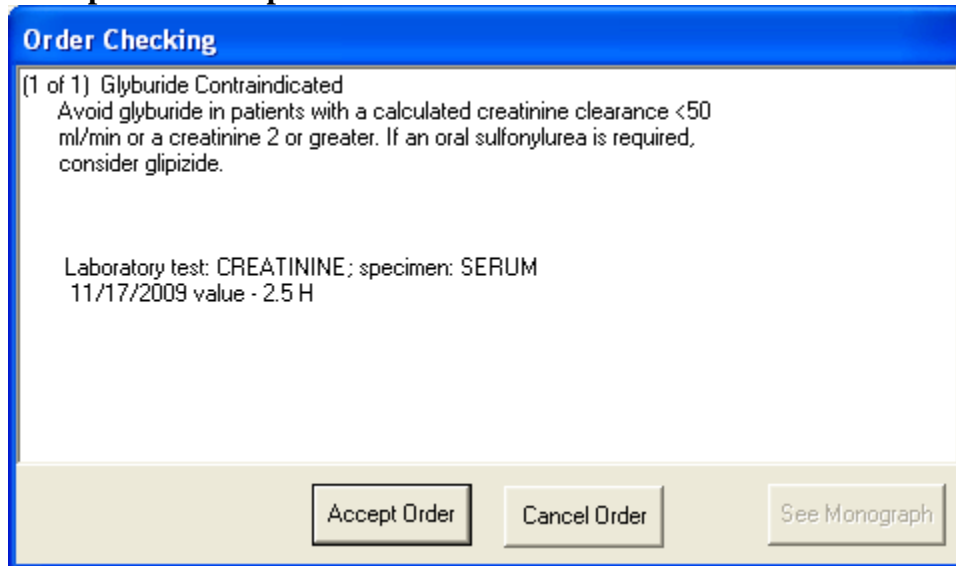 Order Checking
(1 of 1) Glyburide Contraindicated
Avoid glyburide in patients with a calculated creatinine clearance <50
ml/min or a creatinine 2 or greater. If an oral sulfonylurea is required,
consider glipizide.
Laboratory test: CREATININE; specimen: SERUM
11/17/2009 value - 2.5 H
Accept Order
Cancel Order
See Monograph